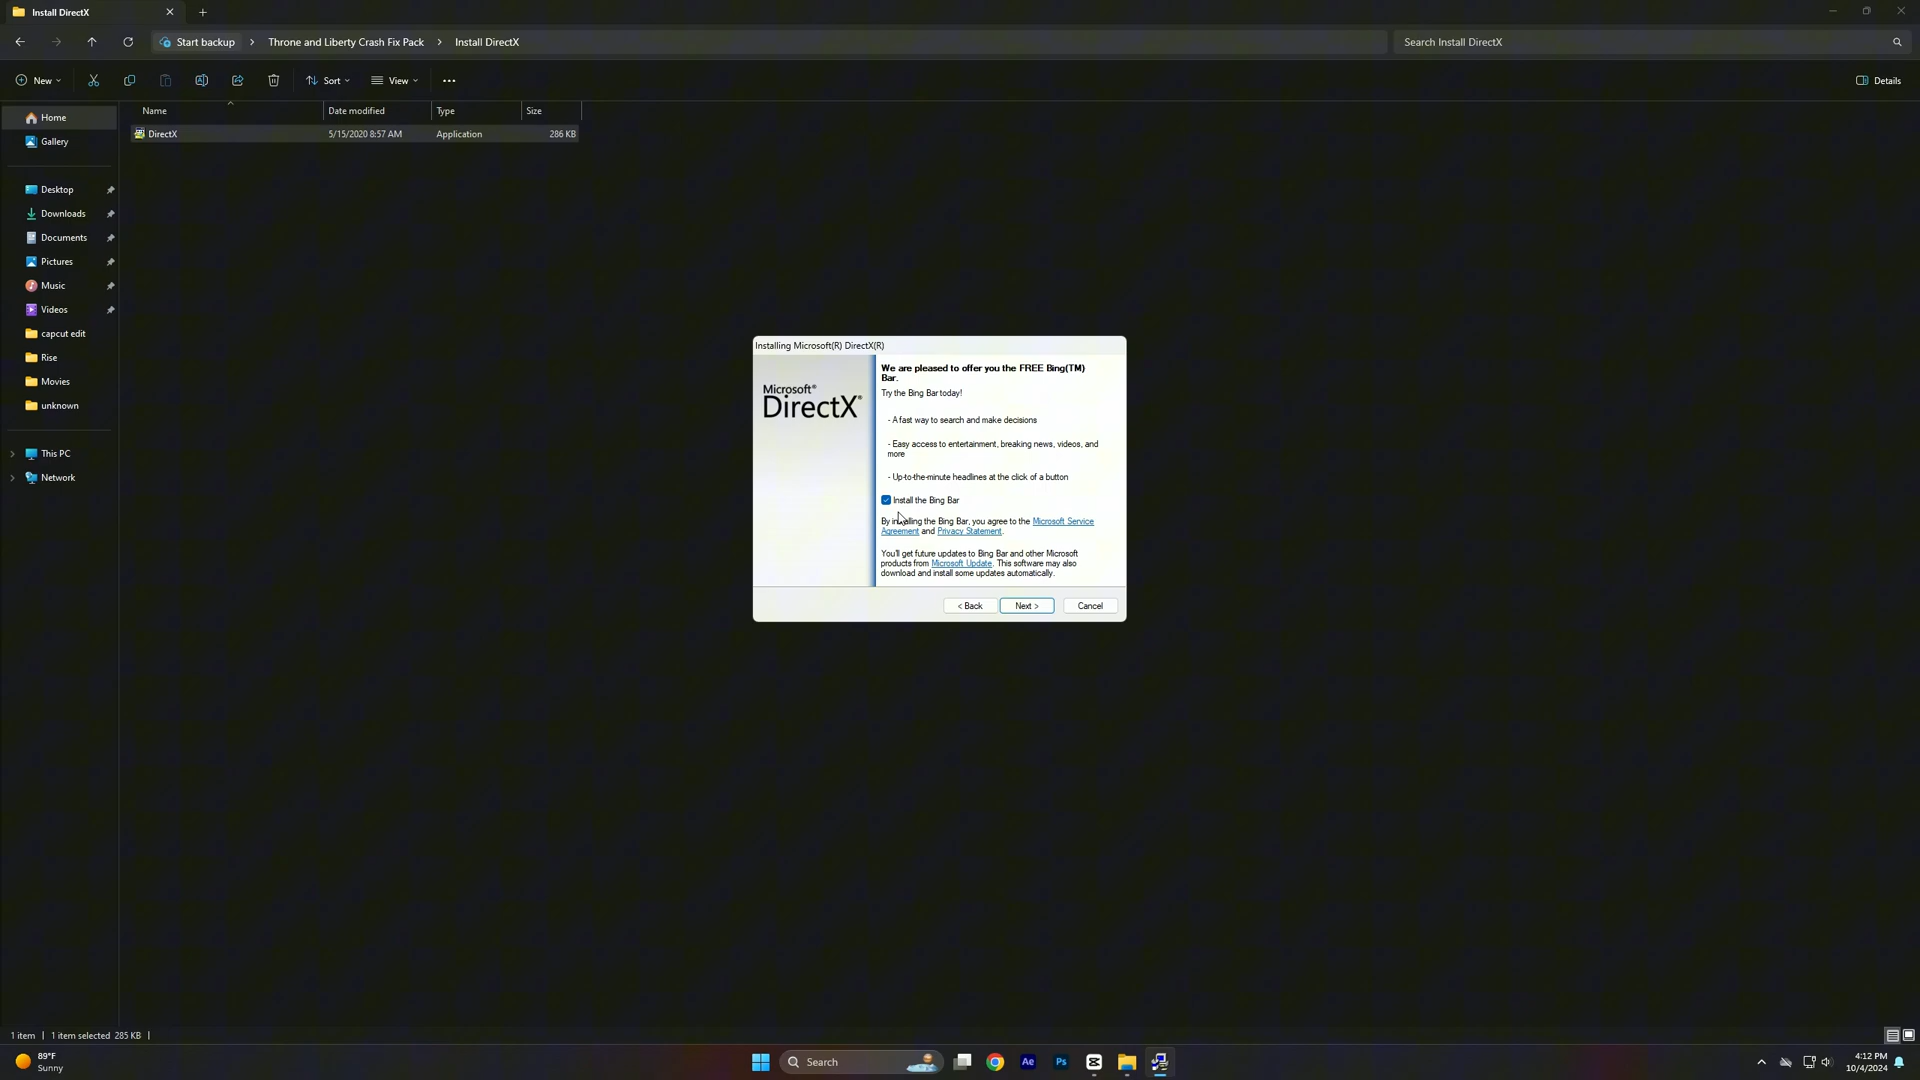 Install DirectX
Start backup > Throne and Liberty Crash Fix Pack > Install DirectX
Search Install DirectX
New
Sort
View
Details
Name
Date modified
Type
Size
DirectX
5/15/2020 8:57 AM
Application
286 KB
Home
Gallery
Desktop
Downloads
Documents
Pictures
Music
Videos
capcut edit
Rise
Movies
unknown
This PC
Network
Installing Microsoft(R) DirectX(R)
Microsoft®
DirectX®
We are pleased to offer you the FREE Bing(TM)
Bar.
Try the Bing Bar today!
- A fast way to search and make decisions
- Easy access to entertainment, breaking news, videos, and
more
- Up-to-the-minute headlines at the click of a button
Install the Bing Bar
By installing the Bing Bar, you agree to the Microsoft Service
Agreement and Privacy Statement.
You'll get future updates to Bing Bar and other Microsoft
products from Microsoft Update. This software may also
download and install some updates automatically.
< Back
Next >
Cancel
1 item
1 item selected 285 KB
89°F
Sunny
Search
Ae
Ps
4:12 PM
10/4/2024